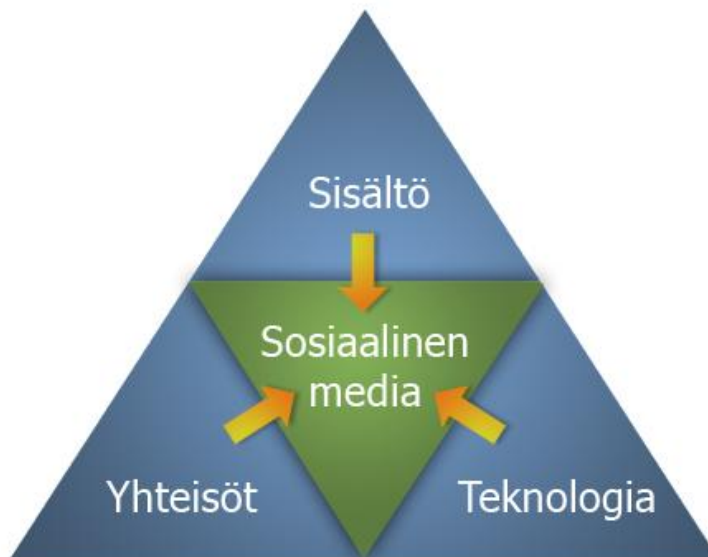 Sisältö
Sosiaalinen
media
Yhteisöt
Teknologia